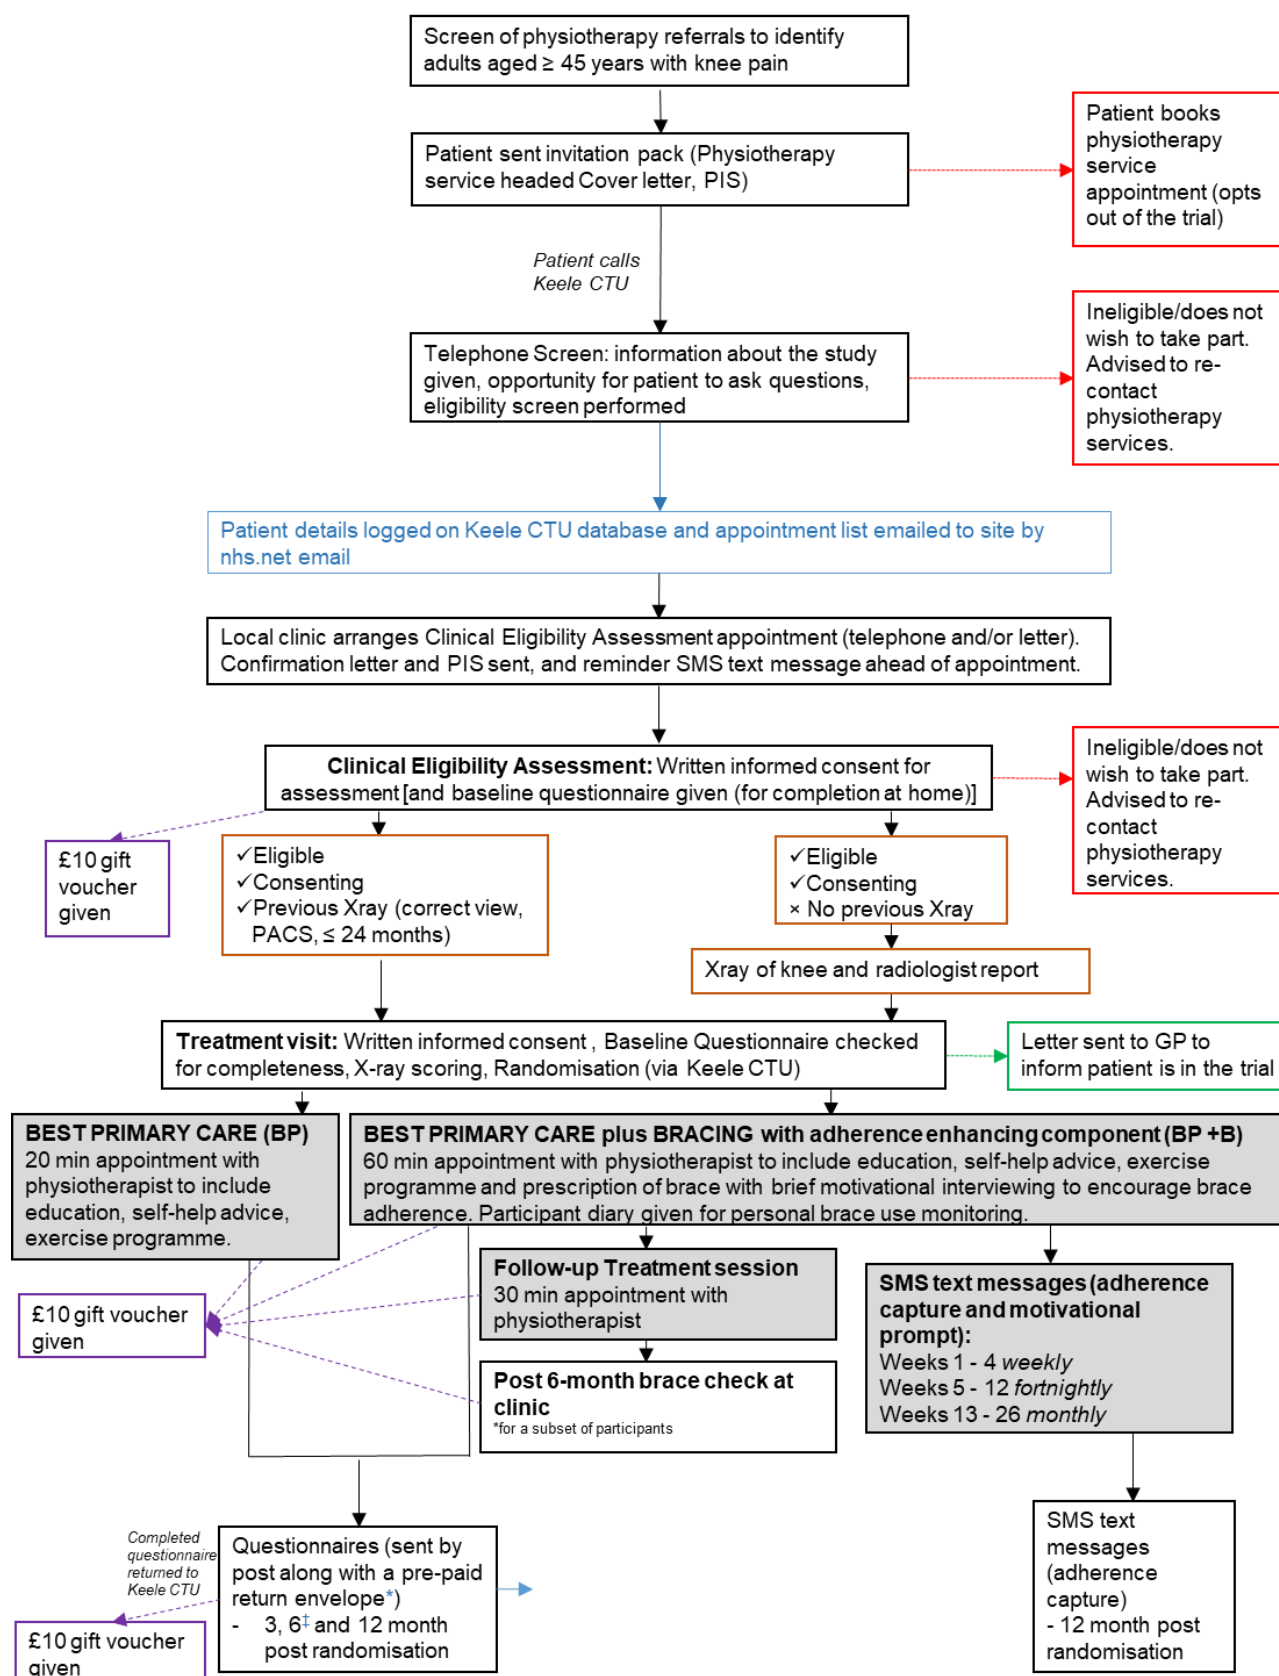 Screen of physiotherapy referrals to identify
adults aged ≥ 45 years with knee pain
Patient sent invitation pack (Physiotherapy
service headed Cover letter, PIS)
Patient books
physiotherapy
service
appointment (opts
out of the trial)
Patient calls
Keele CTU
Telephone Screen: information about the study
given, opportunity for patient to ask questions,
eligibility screen performed
Ineligible/does not
wish to take part.
Advised to re-
contact
physiotherapy
services.
Patient details logged on Keele CTU database and appointment list emailed to site by
nhs.net email
Local clinic arranges Clinical Eligibility Assessment appointment (telephone and/or letter).
Confirmation letter and PIS sent, and reminder SMS text message ahead of appointment.
Clinical Eligibility Assessment: Written informed consent for
assessment [and baseline questionnaire given (for completion at home)]
Ineligible/does not
wish to take part.
Advised to re-
contact
physiotherapy
services.
£10 gift
voucher
given
✓Eligible
✓Consenting
✓Previous Xray (correct view,
PACS, ≤ 24 months)
✓Eligible
✓Consenting
× No previous Xray
Xray of knee and radiologist report
Treatment visit: Written informed consent , Baseline Questionnaire checked
for completeness, X-ray scoring, Randomisation (via Keele CTU)
Letter sent to GP to
inform patient is in the trial
BEST PRIMARY CARE (BP)
20 min appointment with
physiotherapist to include
education, self-help advice,
exercise programme.
BEST PRIMARY CARE plus BRACING with adherence enhancing component (BP +B)
60 min appointment with physiotherapist to include education, self-help advice, exercise
programme and prescription of brace with brief motivational interviewing to encourage brace
adherence. Participant diary given for personal brace use monitoring.
£10 gift voucher
given
Follow-up Treatment session
30 min appointment with
physiotherapist
Post 6-month brace check at
clinic
*for a subset of participants
SMS text messages (adherence
capture and motivational
prompt):
Weeks 1 - 4 weekly
Weeks 5 - 12 fortnightly
Weeks 13 - 26 monthly
Completed
questionnaire
returned to
Keele CTU
Questionnaires (sent by
post along with a pre-paid
return envelope*)
- 3, 6‡ and 12 month
post randomisation
SMS text
messages
(adherence
capture)
- 12 month post
randomisation
£10 gift voucher
given